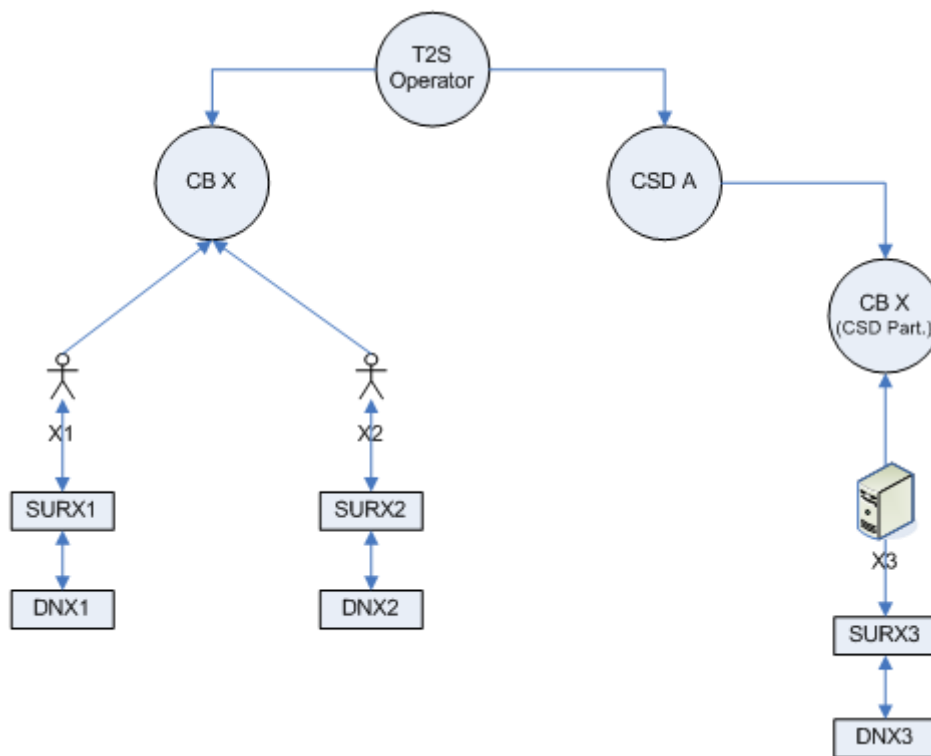 T2S
Operator
CB X
CSD A
CB X
(CSD Part.)
X1
X2
SURX1
SURX2
X3
DNX1
DNX2
SURX3
DNX3